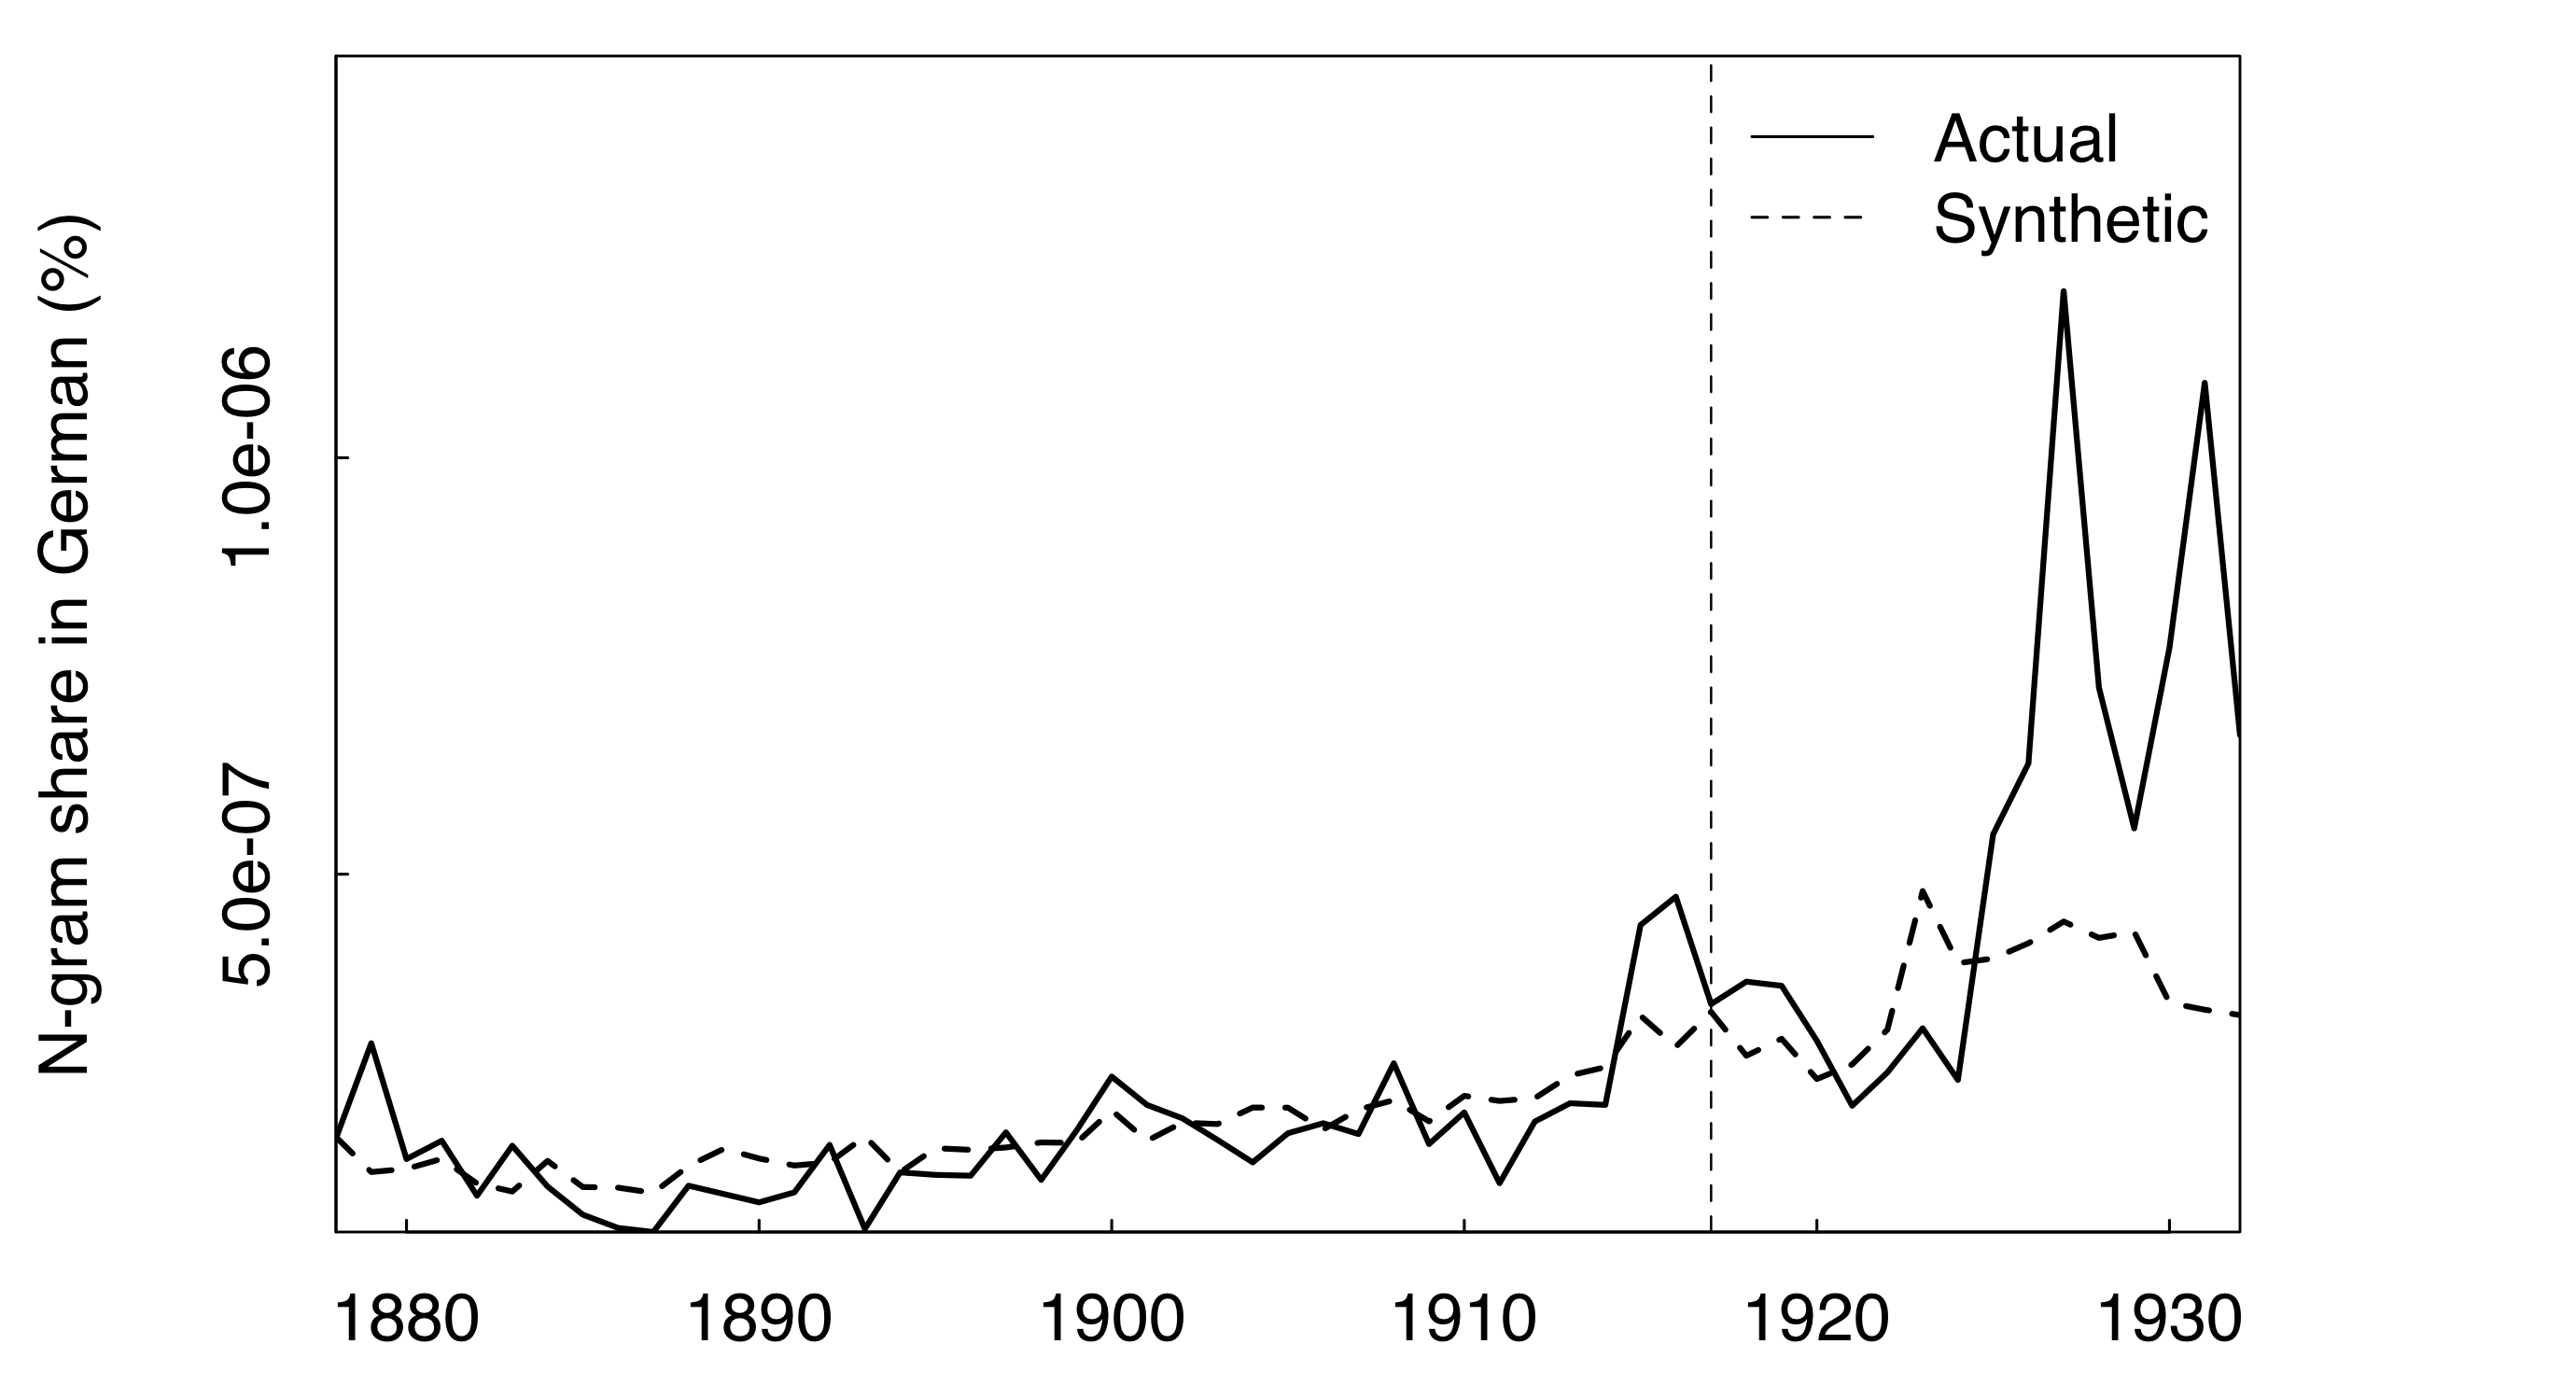 N-gram share in German (%)
1.0e-06
5.0e-07
Actual
Synthetic
1880 1890 1900 1910 1920 1930